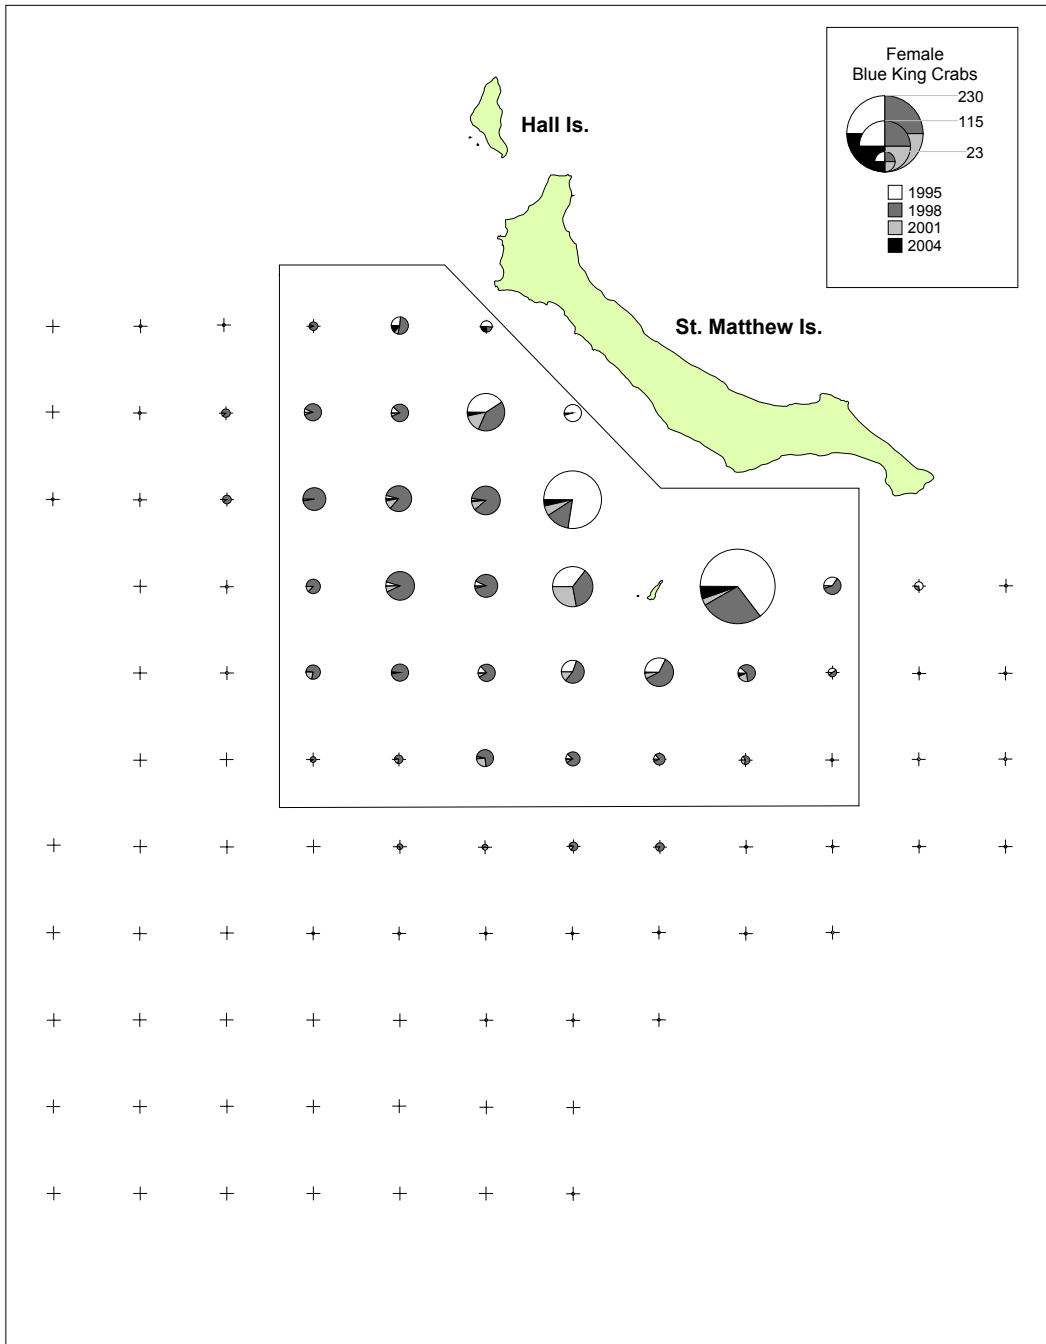 Female
Blue King Crabs
230
115
23
1995
1998
2001
2004
Hall Is.
St. Matthew Is.